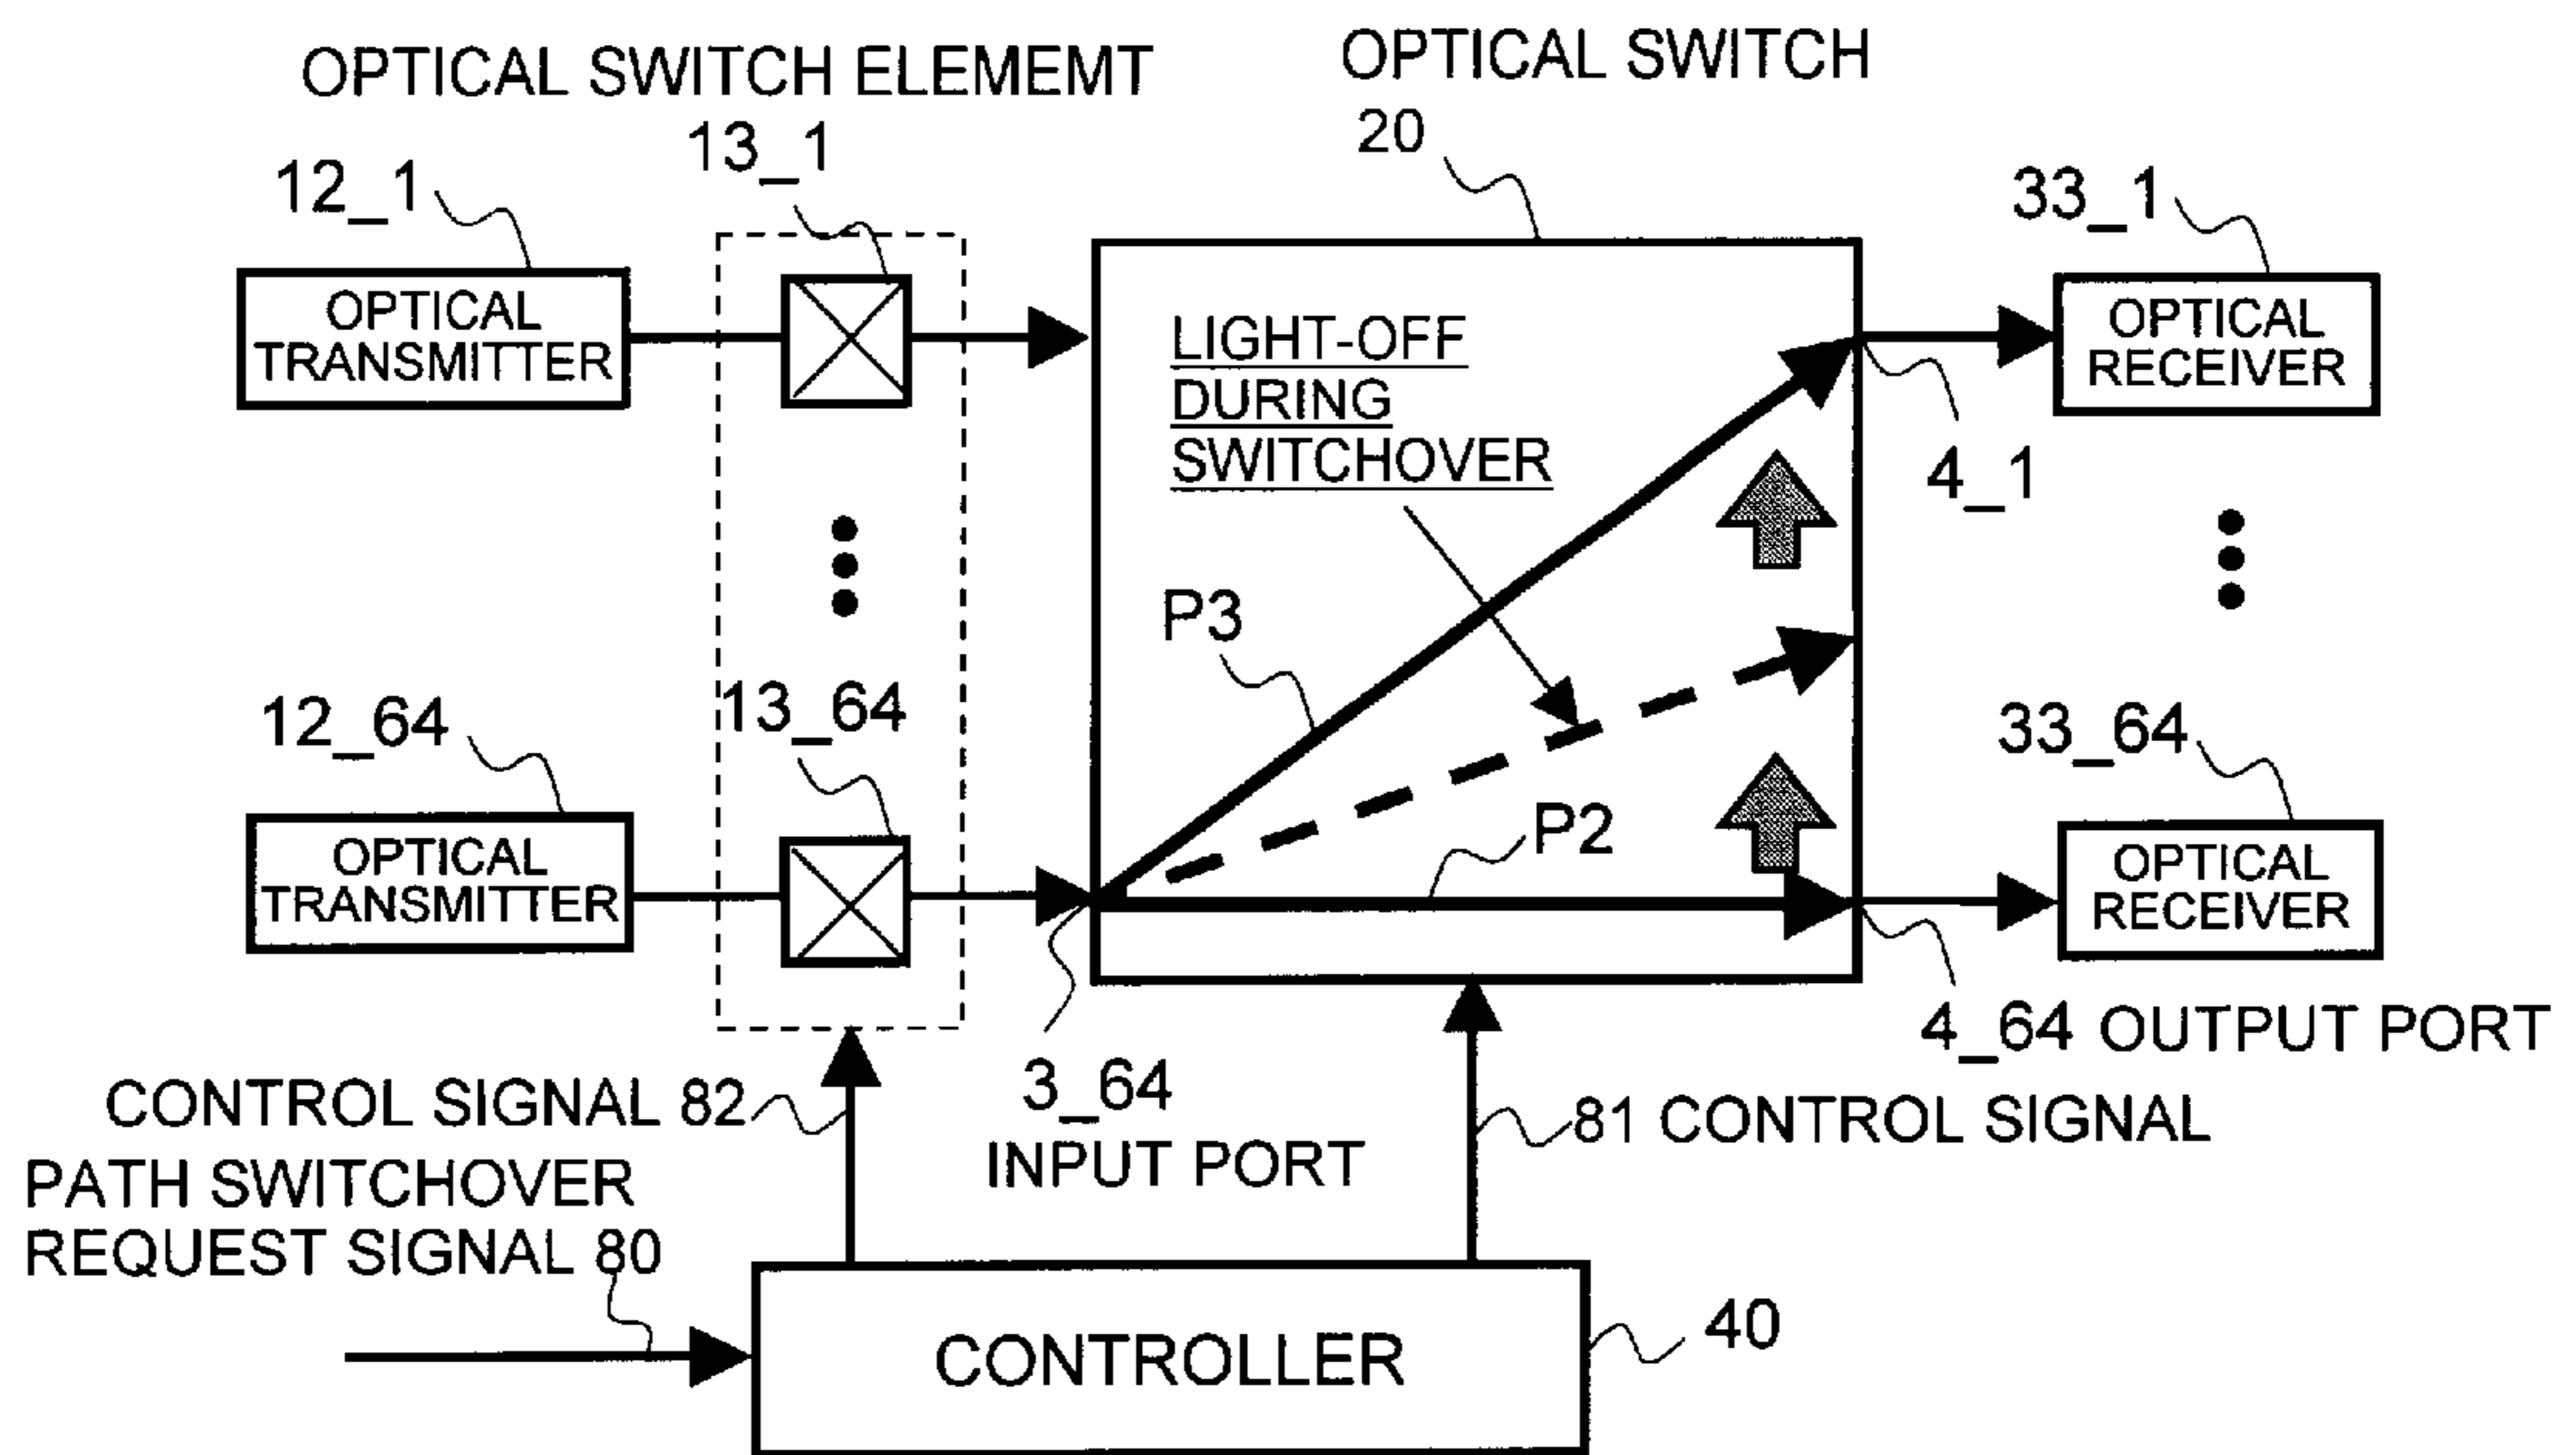 OPTICAL SWITCH ELEMEMT
OPTICAL SWITCH
13_1
20
12_1
33_1
OPTICAL
TRANSMITTER
LIGHT-OFF
DURING
SWITCHOVER
OPTICAL
RECEIVER
4_1
P3
12_64
13_64
33_64
P2
OPTICAL
TRANSMITTER
OPTICAL
RECEIVER
4_64 OUTPUT PORT
3_64
INPUT PORT
CONTROL SIGNAL 82
81 CONTROL SIGNAL
PATH SWITCHOVER
REQUEST SIGNAL 80
40
CONTROLLER